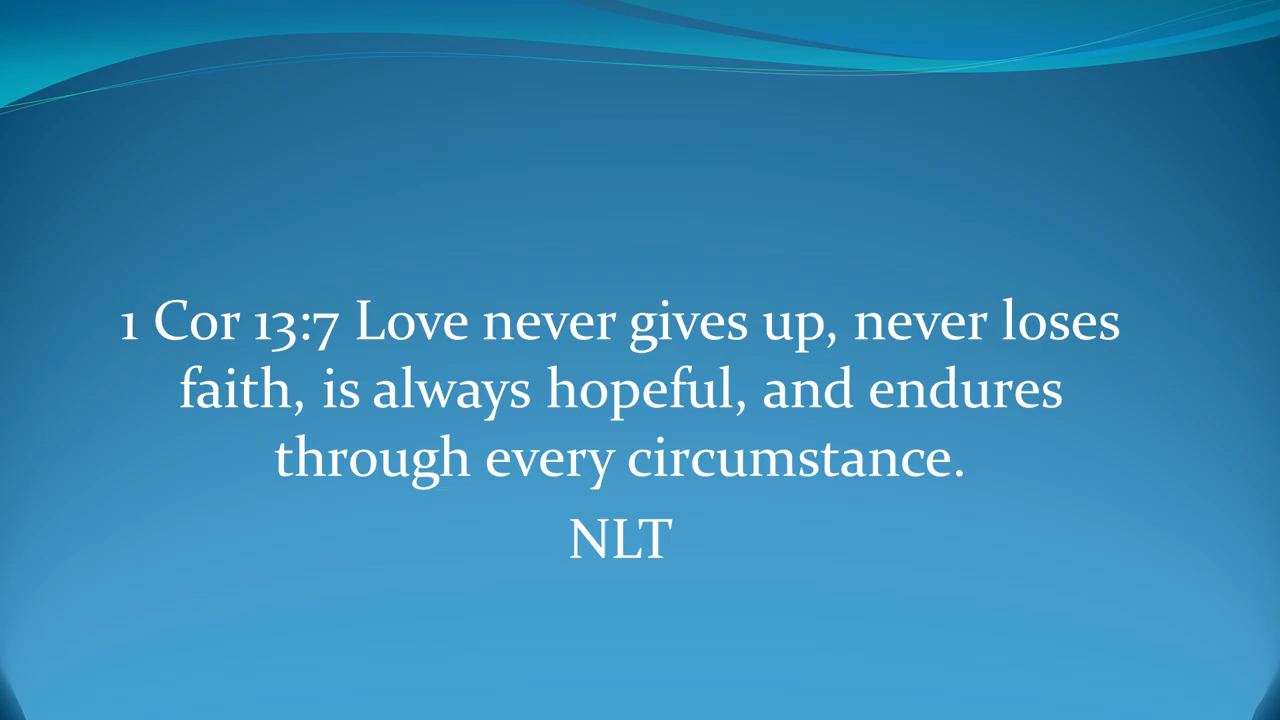 1 Cor 13:7 Love never gives up, never loses
faith, is always hopeful, and endures
through every circumstance.
NLT